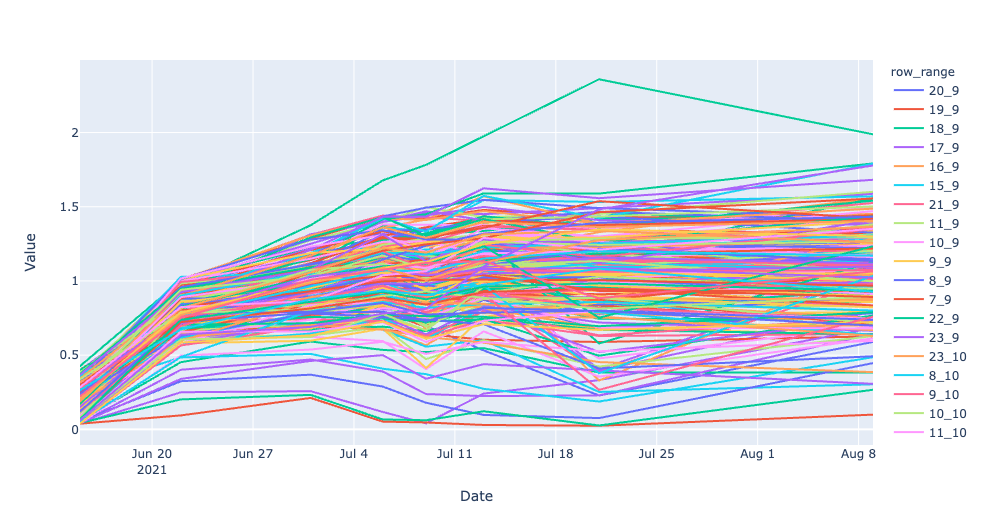 row_range
20_9
19_9
18_9
17_9
16_9
15_9
21_9
11_9
10_9
9_9
8_9
7_9
22_9
23_9
23_10
8_10
9_10
10_10
11_10
2
1.5
1
0.5
0
Value
Jun 20
2021
Jun 27
Jul 4
Jul 11
Jul 18
Jul 25
Aug 1
Aug 8
Date